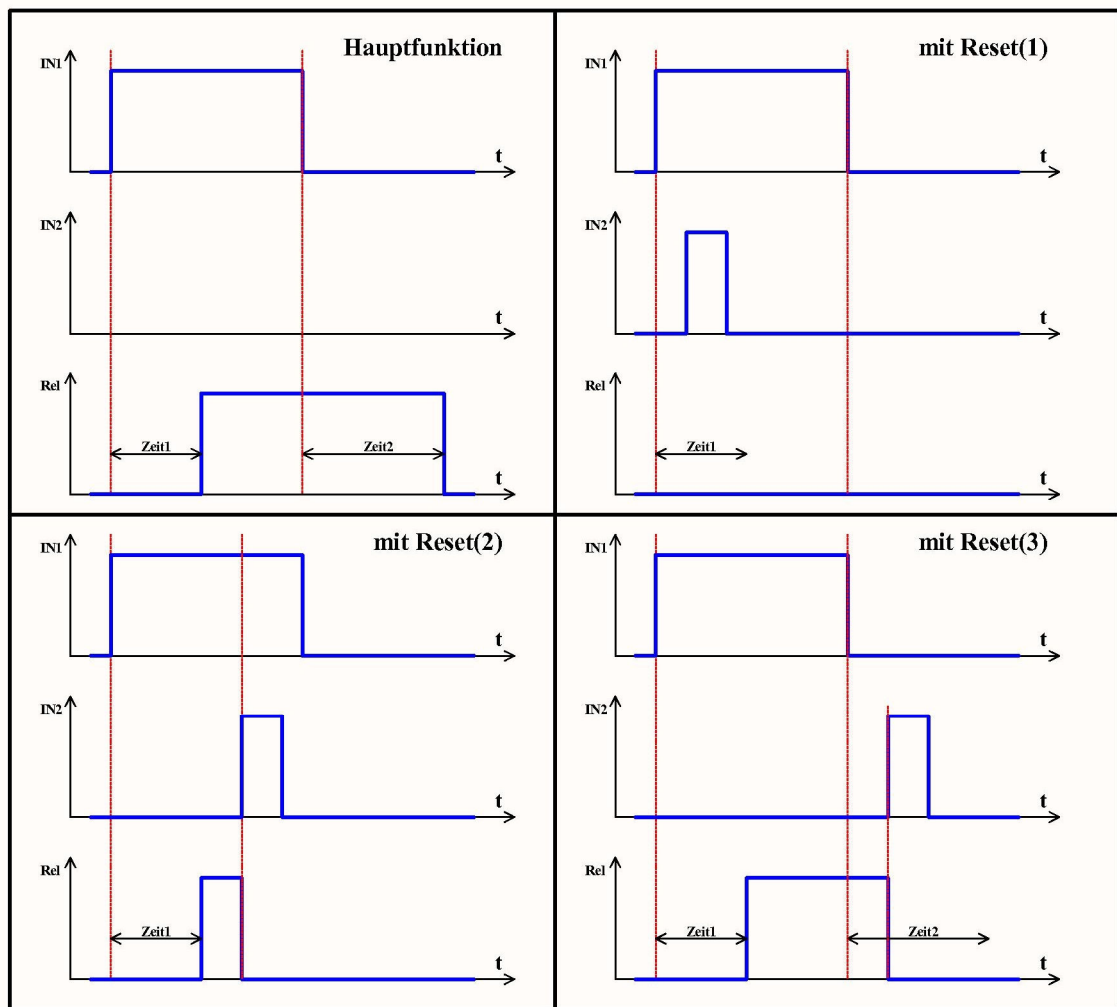 Hauptfunktion
IN1
t
IN2
t
Rel
Zeit1
Zeit2
t
mit Reset(1)
IN1
t
IN2
t
Rel
Zeit1
t
mit Reset(2)
IN1
t
IN2
t
Rel
Zeit1
t
mit Reset(3)
IN1
t
IN2
t
Rel
Zeit1
Zeit2
t